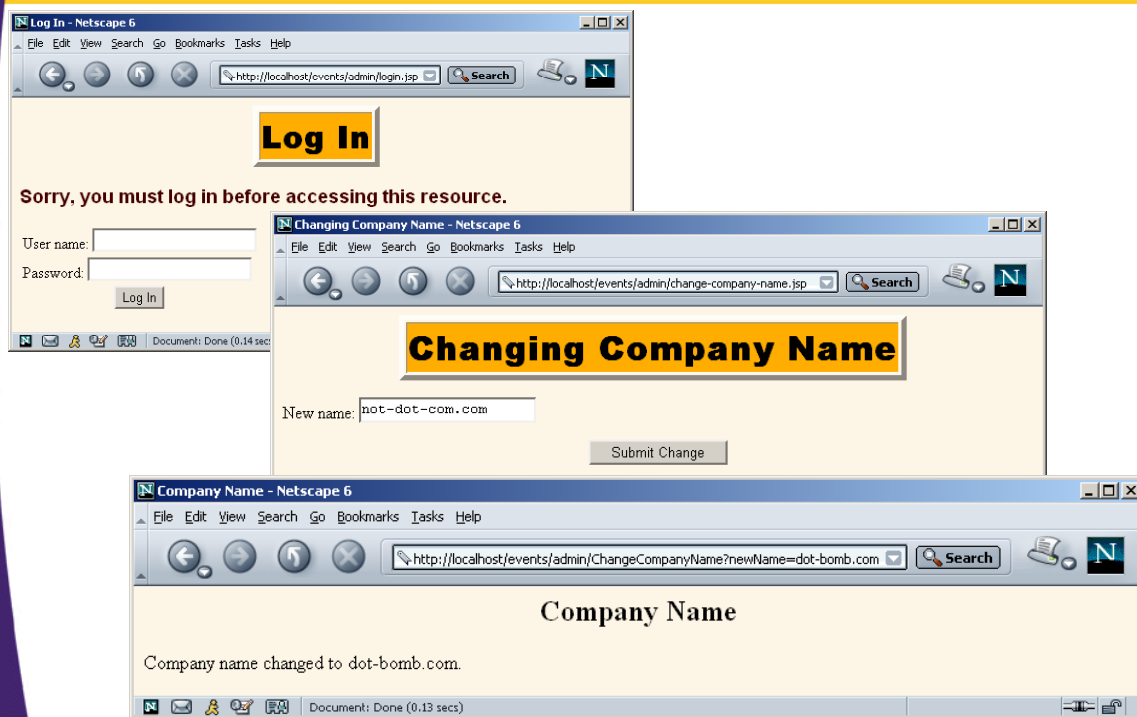 Log In - Netscape 6
File Edit View Search Go Bookmarks Tasks Help
http://localhost/events/admin/login.jsp Search N
Log In
Sorry, you must log in before accessing this resource.
User name:
Password:
Log In
Document: Done (0.14 secs
Changing Company Name - Netscape 6
File Edit View Search Go Bookmarks Tasks Help
http://localhost/events/admin/change-company-name.jsp Search N
Changing Company Name
New name: not-dot-com.com
Submit Change
Company Name - Netscape 6
File Edit View Search Go Bookmarks Tasks Help
http://localhost/events/admin/ChangeCompanyName?newName=dot-bomb.com Search N
Company Name
Company name changed to dot-bomb.com.
Document: Done (0.13 secs)